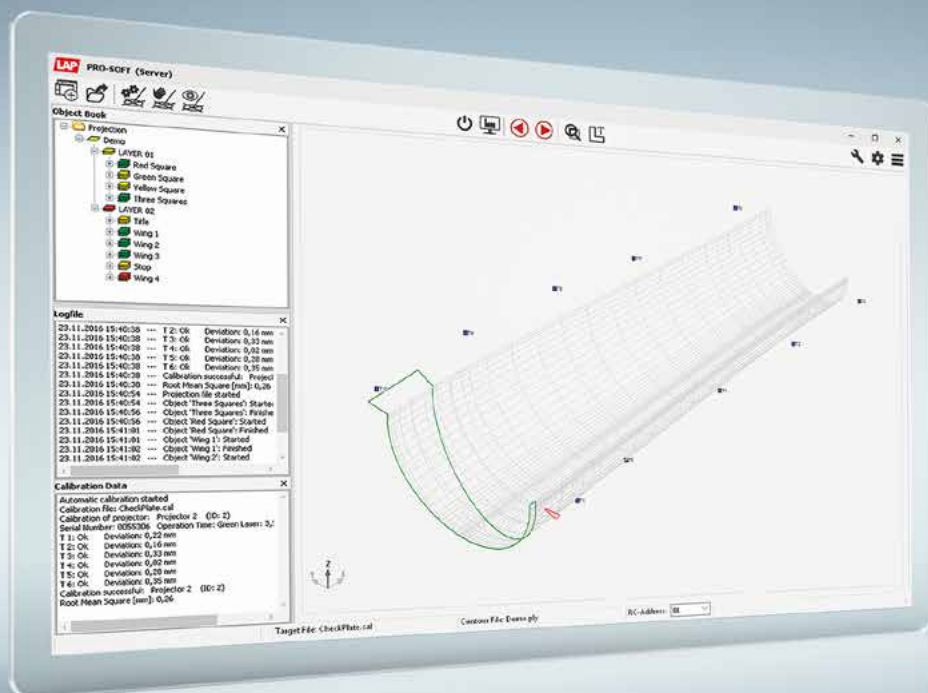 LAP PRO-SOFT (Server)
Object Book
Projection
Demo
LAYER 01
Red Square
Green Square
Yellow Square
Three Squares
LAYER 02
Title
Wing 1
Wing 2
Wing 3
Stop
Wing 4
Logfile
23.11.2016 15:40:38 --- T 2: Ok Deviation: 0,16 mm
23.11.2016 15:40:38 --- T 3: Ok Deviation: 0,33 mm
23.11.2016 15:40:38 --- T 4: Ok Deviation: 0,02 mm
23.11.2016 15:40:38 --- T 5: Ok Deviation: 0,28 mm
23.11.2016 15:40:38 --- T 6: Ok Deviation: 0,35 mm
23.11.2016 15:40:38 --- Calibration successful: Project
23.11.2016 15:40:38 --- Root Mean Square [mm]: 0,26
23.11.2016 15:40:54 --- Projection file started
23.11.2016 15:40:54 --- Object 'Three Squares': Starte
23.11.2016 15:40:56 --- Object 'Three Squares': Finishe
23.11.2016 15:40:56 --- Object 'Red Square': Started
23.11.2016 15:41:01 --- Object 'Red Square': Finished
23.11.2016 15:41:01 --- Object 'Wing 1': Started
23.11.2016 15:41:02 --- Object 'Wing 1': Finished
23.11.2016 15:41:02 --- Object 'Wing 2': Started
Calibration Data
Automatic calibration started
Calibration file: CheckPlate.cal
Calibration of projector: Projector 2 (ID: 2)
Serial Number: 0055306 Operation Time: Green Laser: 3,
T 1: Ok Deviation: 0,22 mm
T 2: Ok Deviation: 0,16 mm
T 3: Ok Deviation: 0,33 mm
T 4: Ok Deviation: 0,02 mm
T 5: Ok Deviation: 0,28 mm
T 6: Ok Deviation: 0,35 mm
Calibration successful: Projector 2 (ID: 2)
Root Mean Square [mm]: 0,26
Z
Target File: CheckPlate.cal
Contour File: Demo.ply
RC-Address: 01